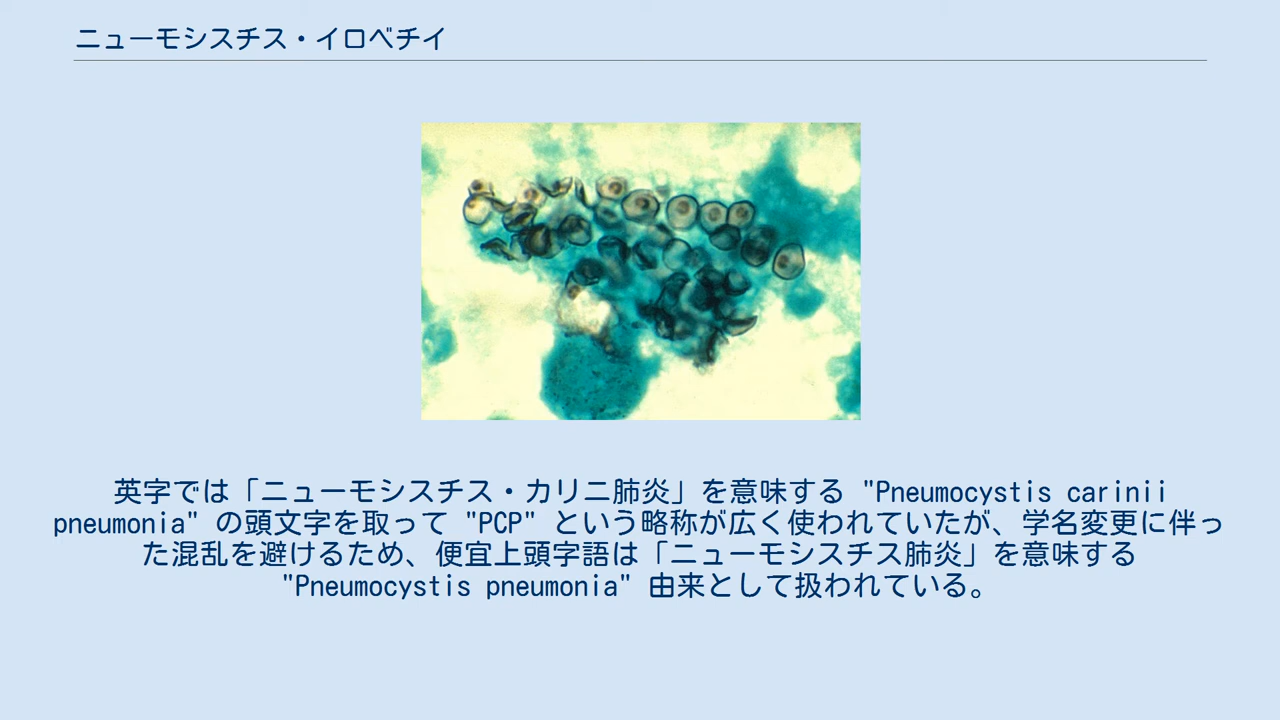 ニューモシスチス・イロベチイ
英字では「ニューモシスチス・カリニ肺炎」を意味する "Pneumocystis carinii
pneumonia" の頭文字を取って "PCP" という略称が広く使われていたが、学名変更に伴っ
た混乱を避けるため、便宜上頭字語は「ニューモシスチス肺炎」を意味する
"Pneumocystis pneumonia" 由来として扱われている。